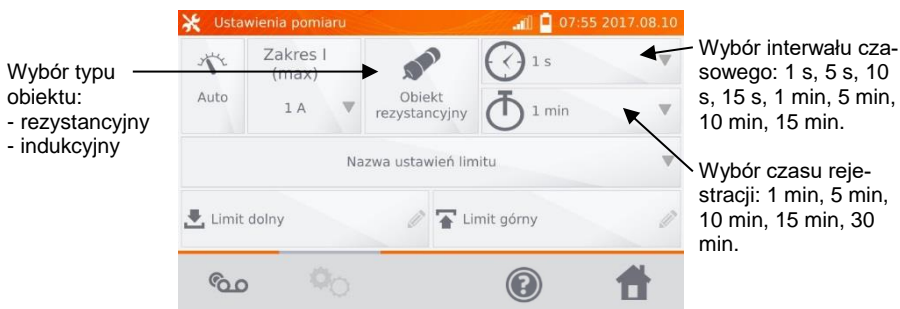 Ustawienia pomiaru
07:55 2017.08.10
Wybór typu
obiektu:
- rezystancyjny
- indukcyjny
Auto
Zakres I
(max)
1 A
Obiekt
rezystancyjny
1 s
1 min
Nazwa ustawień limitu
Limit dolny
Limit górny
Wybór interwału cza-
sowego: 1 s, 5 s, 10
s, 15 s, 1 min, 5 min,
10 min, 15 min.
Wybór czasu reje-
stracji: 1 min, 5 min,
10 min, 15 min, 30
min.